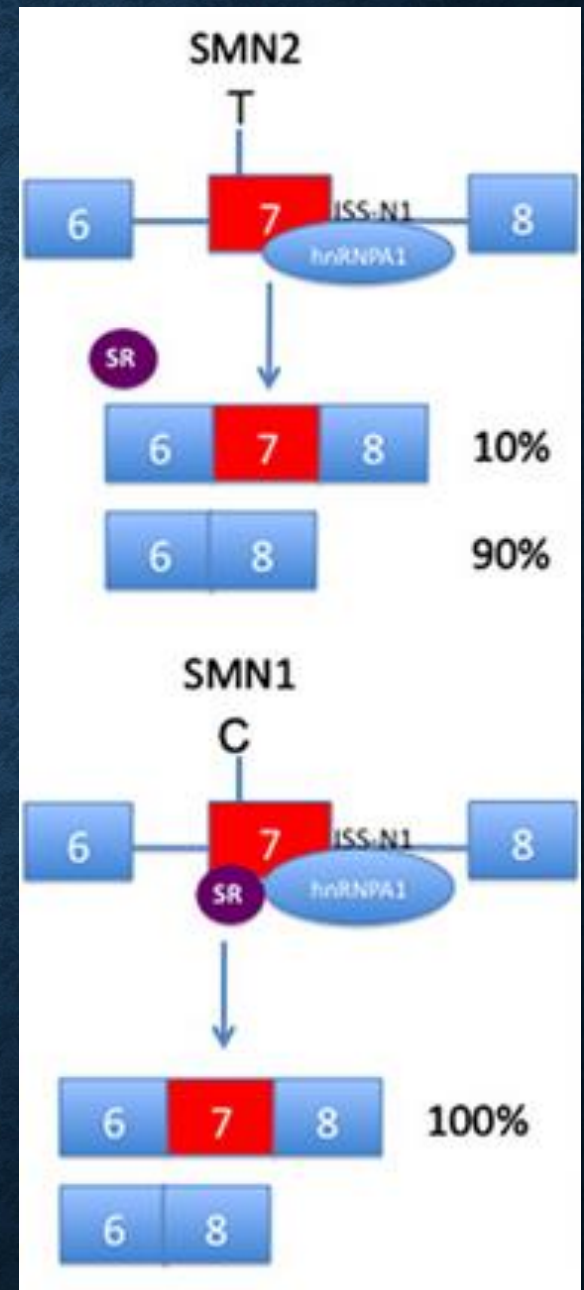 SMN2
T
6 7 ISS-N1 8
hnRNPA1
SR
6 7 8 10%
6 8 90%
SMN1
C
6 7 ISS-N1 8
SR hnRNPA1
6 7 8 100%
6 8